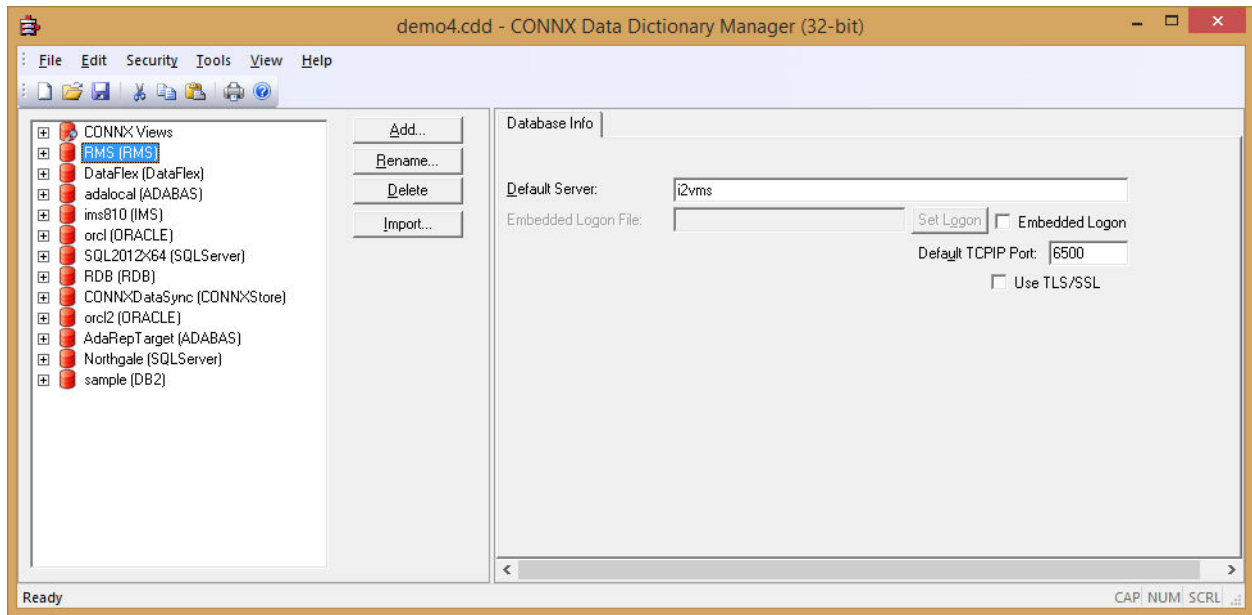 demo4.cdd - CONNX Data Dictionary Manager (32-bit)
File Edit Security Tools View Help
CONNX Views
RMS (RMS)
DataFlex (DataFlex)
adalocal (ADABAS)
ims810 (IMS)
orcl (ORACLE)
SQL2012X64 (SQLServer)
RDB (RDB)
CONNXDataSync (CONNXStore)
orcl2 (ORACLE)
AdaRepTarget (ADABAS)
Northgale (SQLServer)
sample (DB2)
Add...
Rename...
Delete
Import...
Database Info
Default Server: i2vms
Embedded Logon File: Set Logon Embedded Logon
Default TCPIP Port: 6500
Use TLS/SSL
Ready CAP NUM SCRL